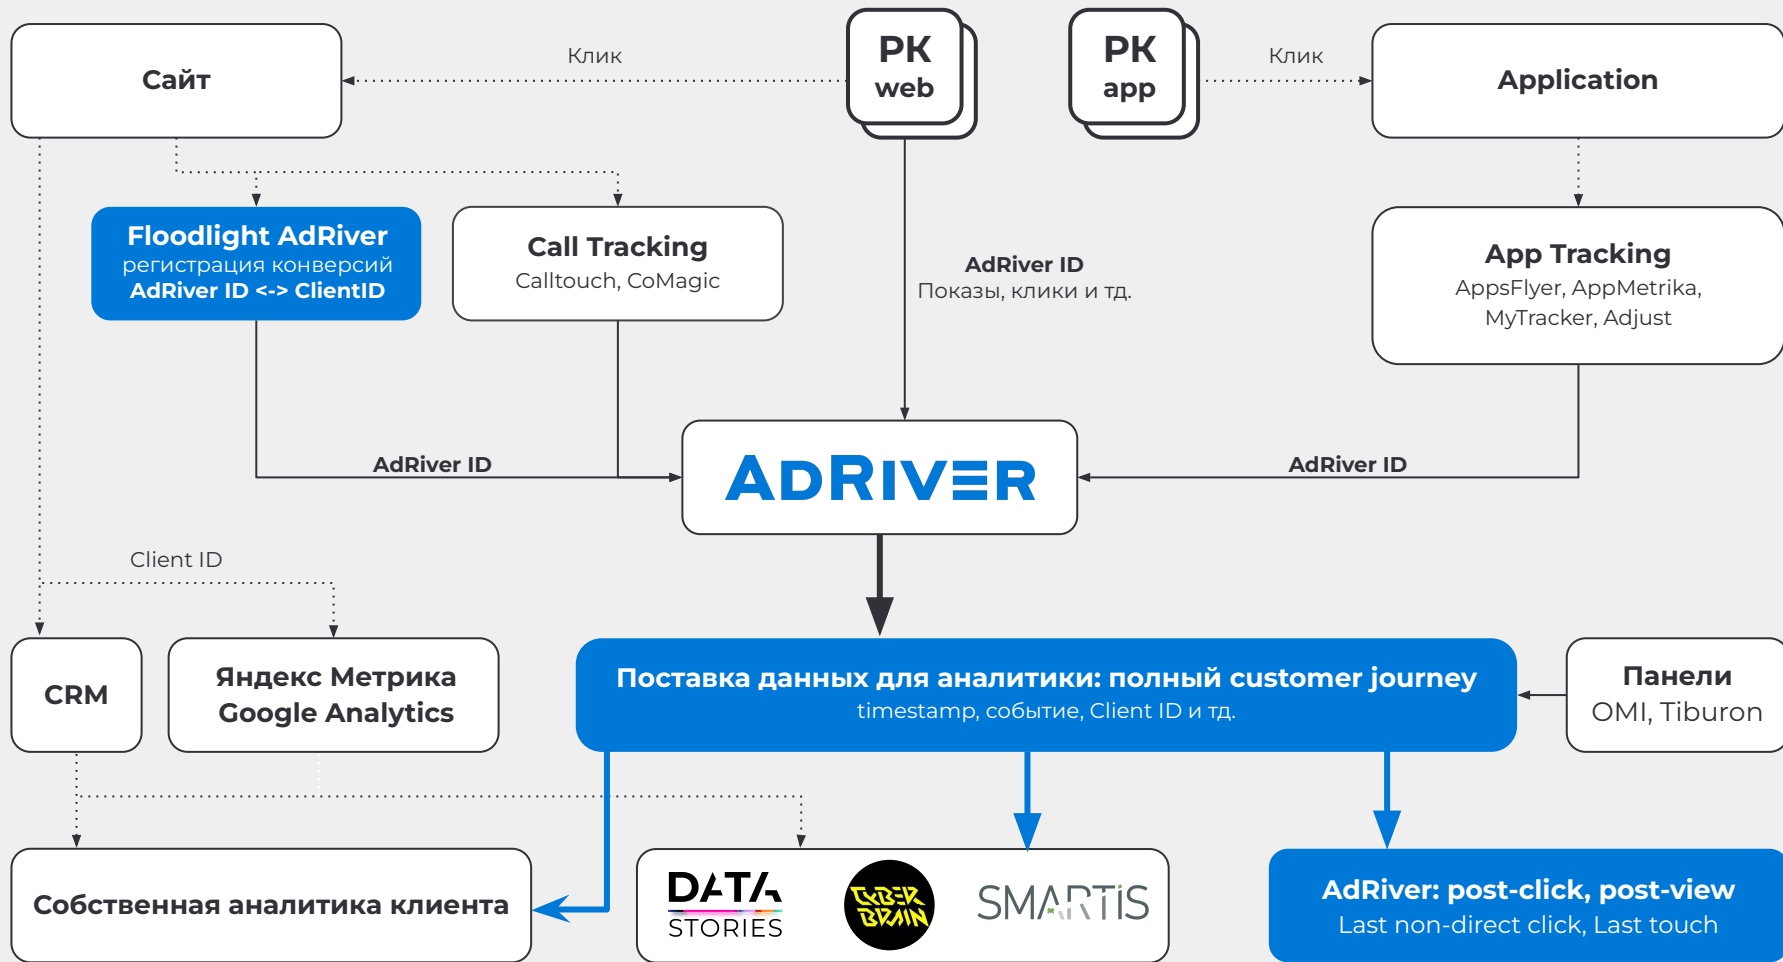 Сайт
Клик
РК
web
РК
app
Клик
Application
Floodlight AdRiver
регистрация конверсий
AdRiver ID <-> ClientID
Call Tracking
Calltouch, CoMagic
AdRiver ID
Показы, клики и тд.
App Tracking
AppsFlyer, AppMetrika,
MyTracker, Adjust
AdRiver ID
ADRIVER
AdRiver ID
Client ID
CRM
Яндекс Метрика
Google Analytics
Поставка данных для аналитики: полный customer journey
timestamp, событие, Client ID и тд.
Панели
OMI, Tiburon
Собственная аналитика клиента
DATA
STORIES
CYBER
BRAIN
SMARTIS
AdRiver: post-click, post-view
Last non-direct click, Last touch